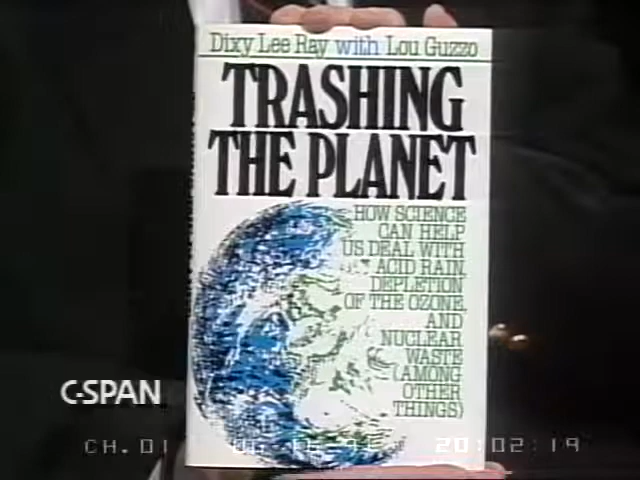 Dixy Lee Ray with Lou Guzzo
TRASHING
THE PLANET
HOW SCIENCE
CAN HELP
US DEAL WITH
ACID RAIN,
DEPLETION
OF THE OZONE,
AND
NUCLEAR
WASTE
(AMONG
OTHER
THINGS)
C-SPAN
CH.01 20:02:19